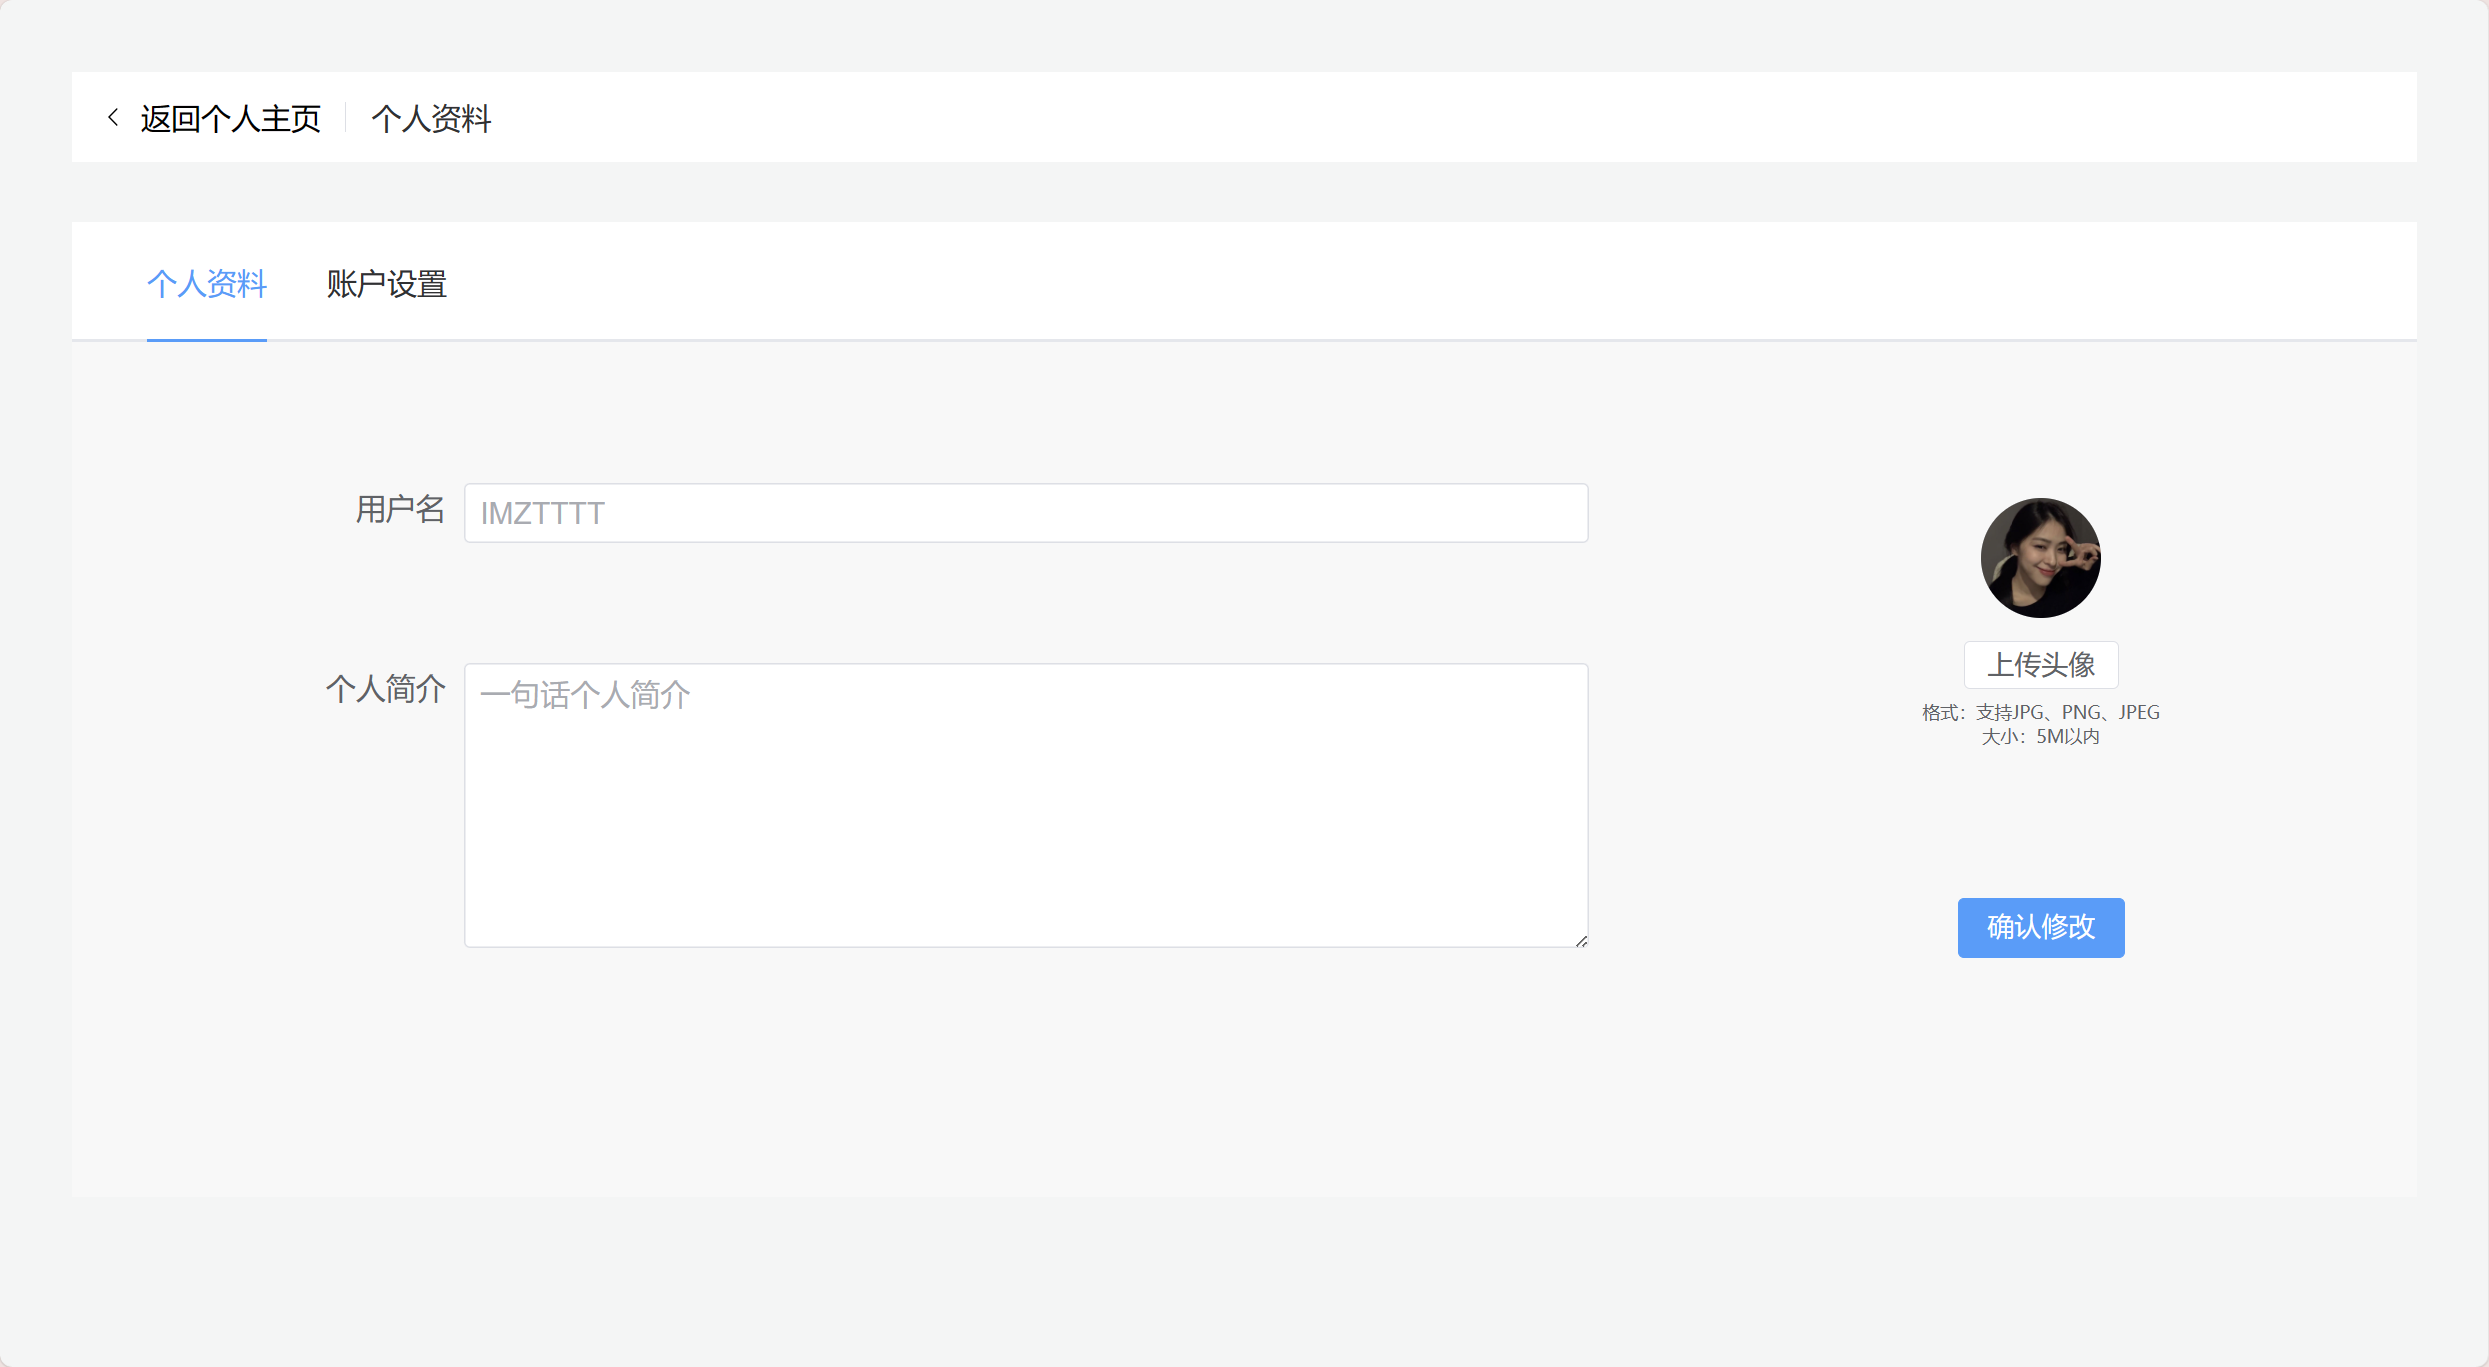 返回个人主页 个人资料
个人资料 账户设置
用户名 IMZTTTT
个人简介 一句话个人简介
上传头像
格式：支持JPG、PNG、JPEG
大小：5M以内
确认修改